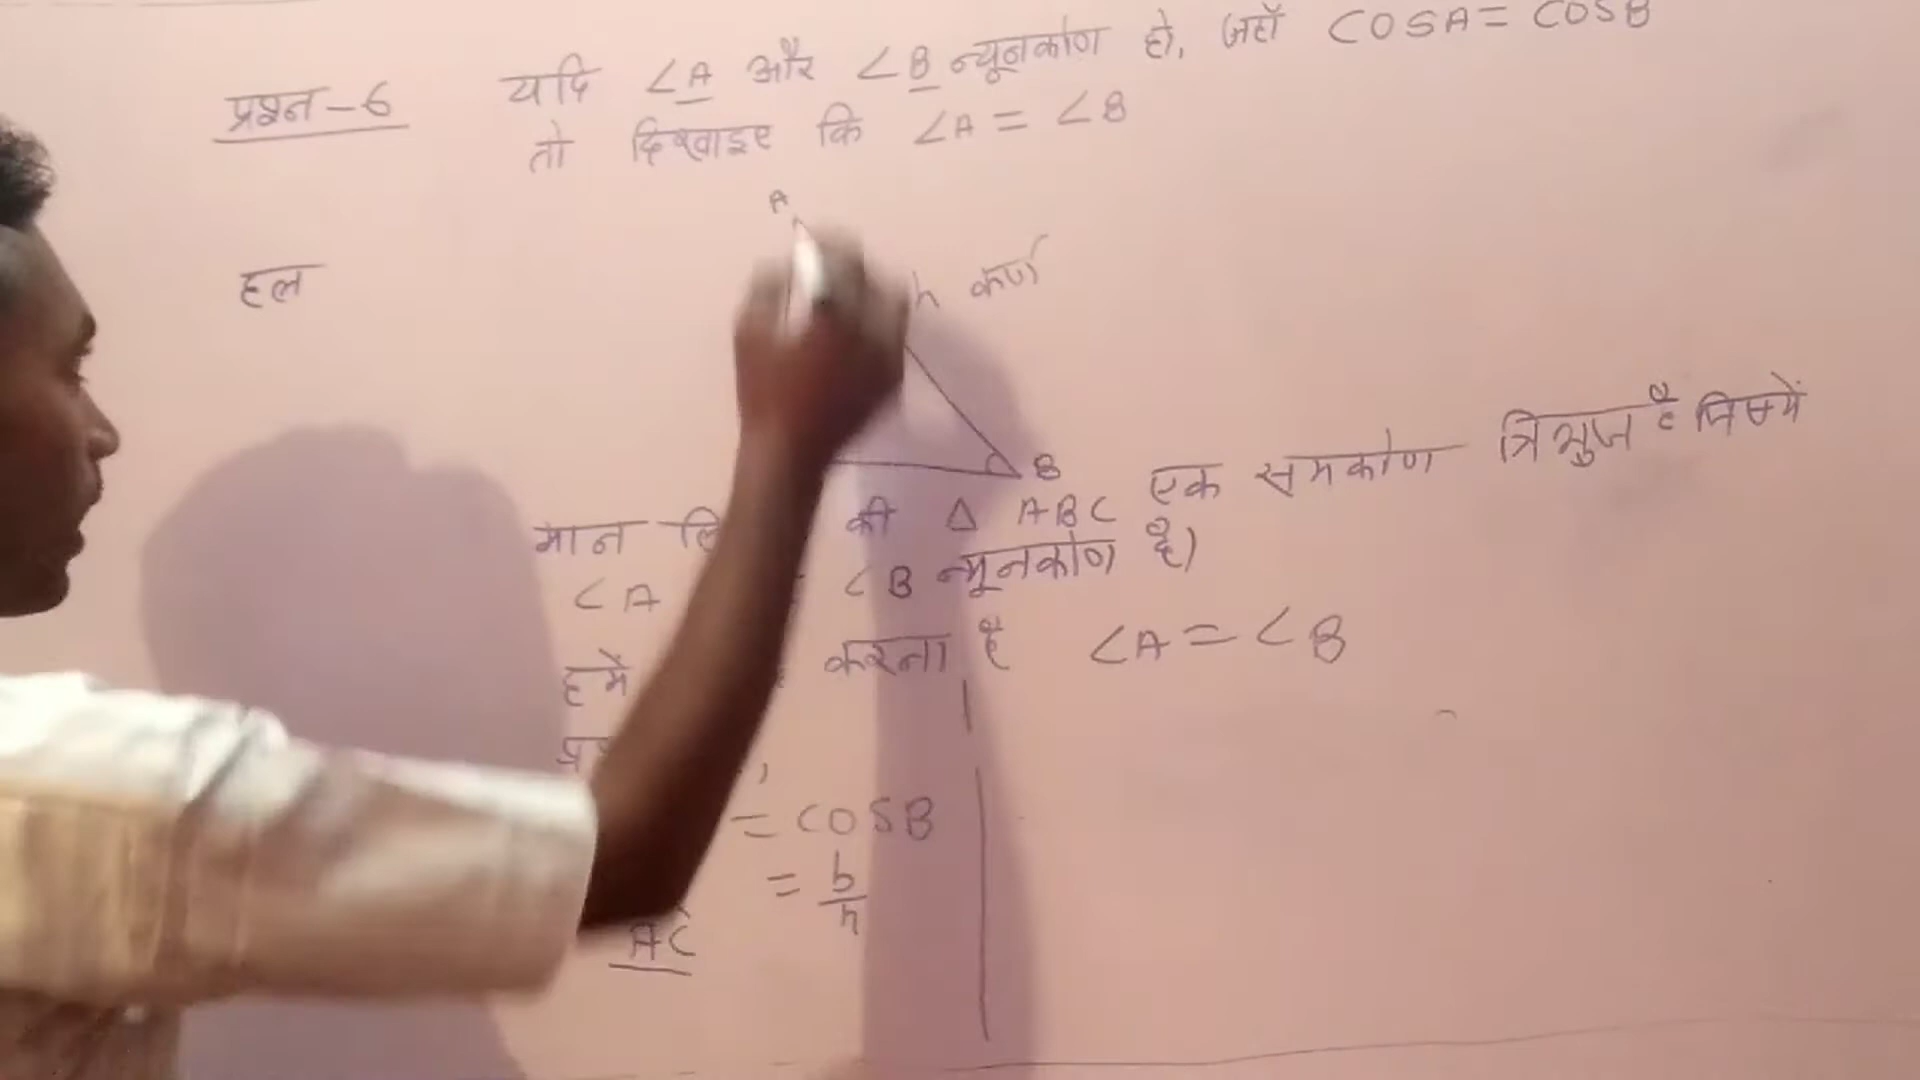 प्रश्न-6 यदि ∠A और ∠B न्यूनकोण हो, जहाँ COSA = COSB
तो दिखाइए कि ∠A = ∠B
A
हल
h कर्ण
B
मान की Δ ABC एक समकोण त्रिभुज है जिसमें
∠A ∠B न्यूनकोण है।
हमें करना है ∠A = ∠B
= COSB
= b/h
AC